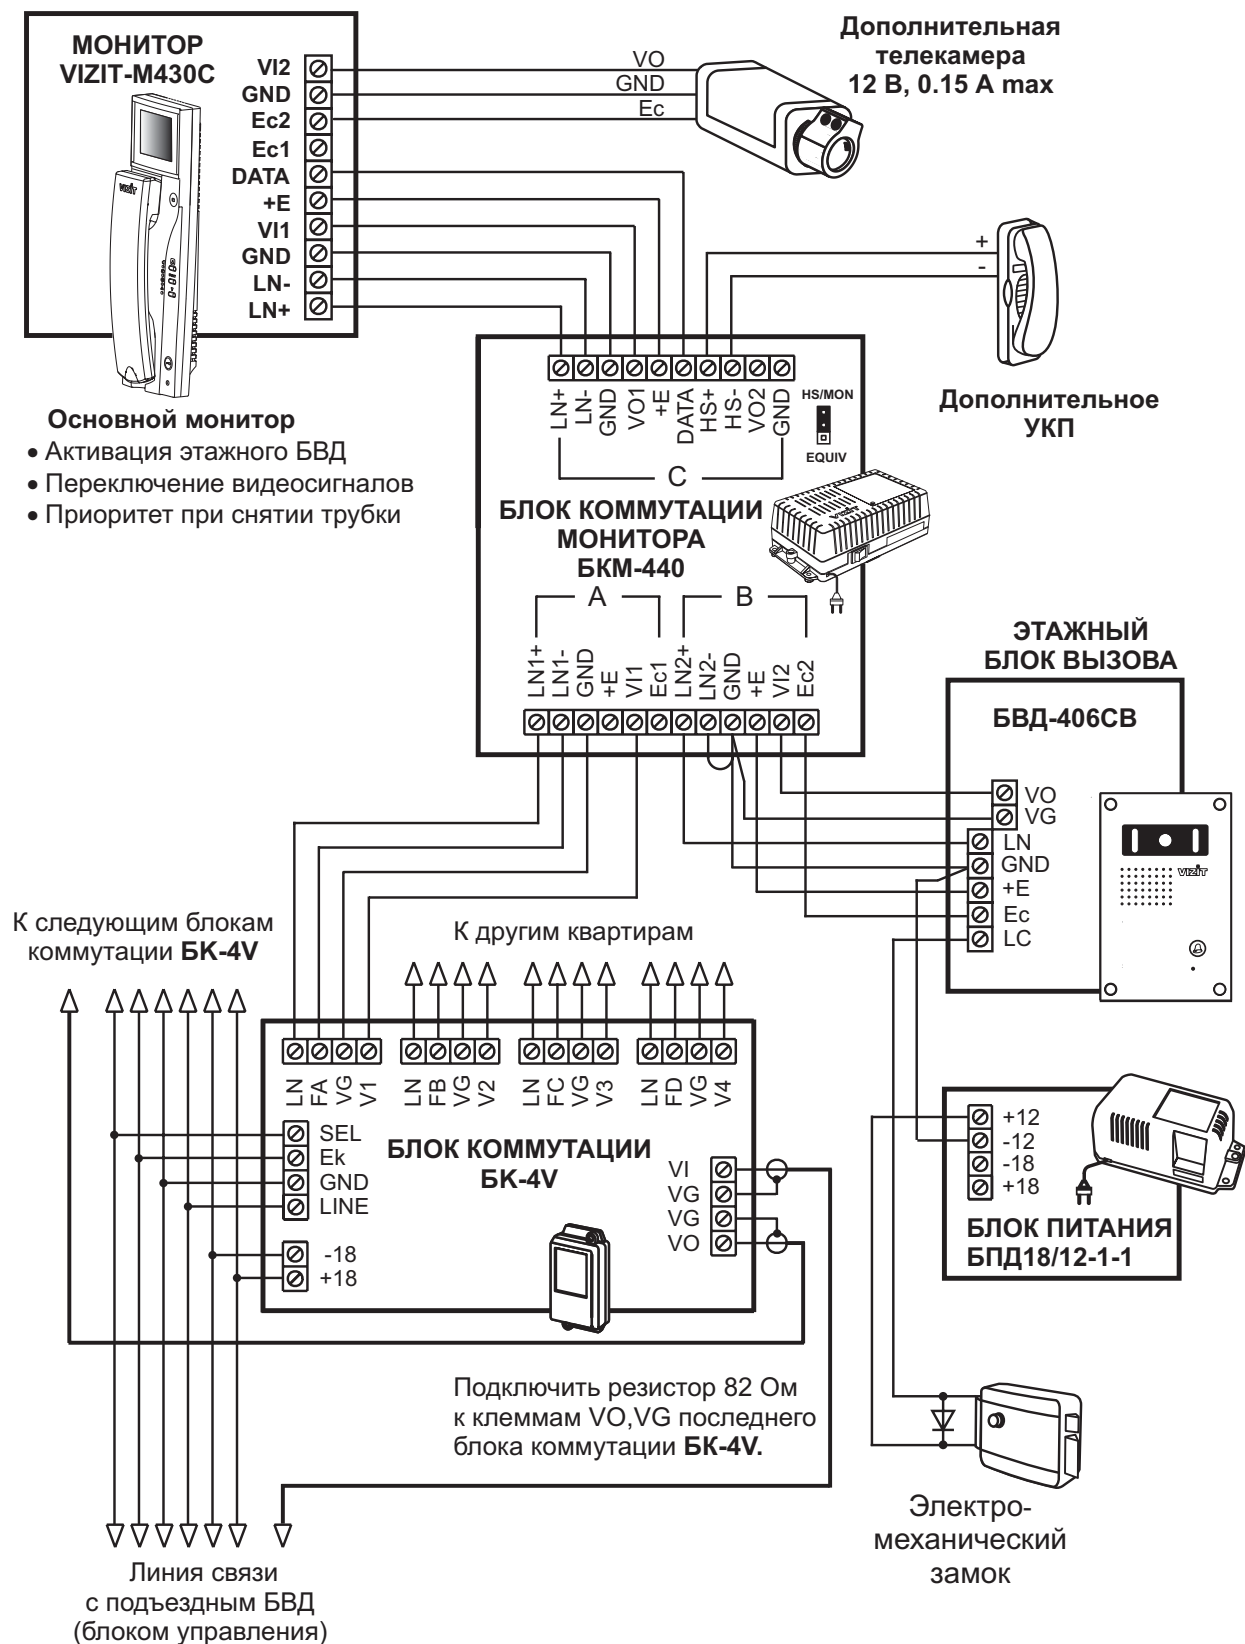 МОНИТОР
VIZIT-M430C
VI2
GND
Ec2
Ec1
DATA
+E
VI1
GND
LN-
LN+
VO
GND
Ec
Дополнительная
телекамера
12 В, 0.15 А max
+
-
Дополнительное
УКП
Основной монитор
• Активация этажного БВД
• Переключение видеосигналов
• Приоритет при снятии трубки
LN+
LN-
GND
VO1
+E
DATA
HS+
HS-
VO2
GND
HS/MON
EQUIV
C
БЛОК КОММУТАЦИИ
МОНИТОРА
БКМ-440
A
B
LN1+
LN1-
GND
+E
VI1
Ec1
LN2+
LN2-
GND
+E
VI2
Ec2
ЭТАЖНЫЙ
БЛОК ВЫЗОВА
БВД-406CB
VO
VG
LN
GND
+E
Ec
LC
VIZIT
К следующим блокам
коммутации БК-4V
К другим квартирам
LN
FA
VG
V1
LN
FB
VG
V2
LN
FC
VG
V3
LN
FD
VG
V4
SEL
Ek
GND
LINE
-18
+18
БЛОК КОММУТАЦИИ
БК-4V
VI
VG
VG
VO
+12
-12
-18
+18
БЛОК ПИТАНИЯ
БПД18/12-1-1
Подключить резистор 82 Ом
к клеммам VO,VG последнего
блока коммутации БК-4V.
Электро-
механический
замок
Линия связи
с подъездным БВД
(блоком управления)